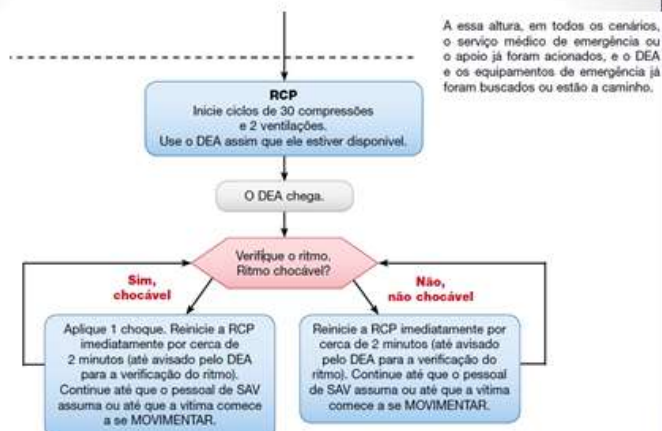 A essa altura, em todos os cenários,
o serviço médico de emergência ou
o apoio já foram acionados, e o DEA
e os equipamentos de emergência já
foram buscados ou estão a caminho.
RCP
Inicie ciclos de 30 compressões
e 2 ventilações.
Use o DEA assim que ele estiver disponível.
O DEA chega.
Verifique o ritmo.
Ritmo chocável?
Sim,
chocável
Não,
não chocável
Aplique 1 choque. Reinicie a RCP
imediatamente por cerca de
2 minutos (até avisado pelo DEA
para a verificação do ritmo).
Continue até que o pessoal de SAV
assuma ou até que a vítima comece
a se MOVIMENTAR.
Reinicie a RCP imediatamente por
cerca de 2 minutos (até avisado
pelo DEA para a verificação do
ritmo). Continue até que o pessoal
de SAV assuma ou até que a vítima
comece a se MOVIMENTAR.